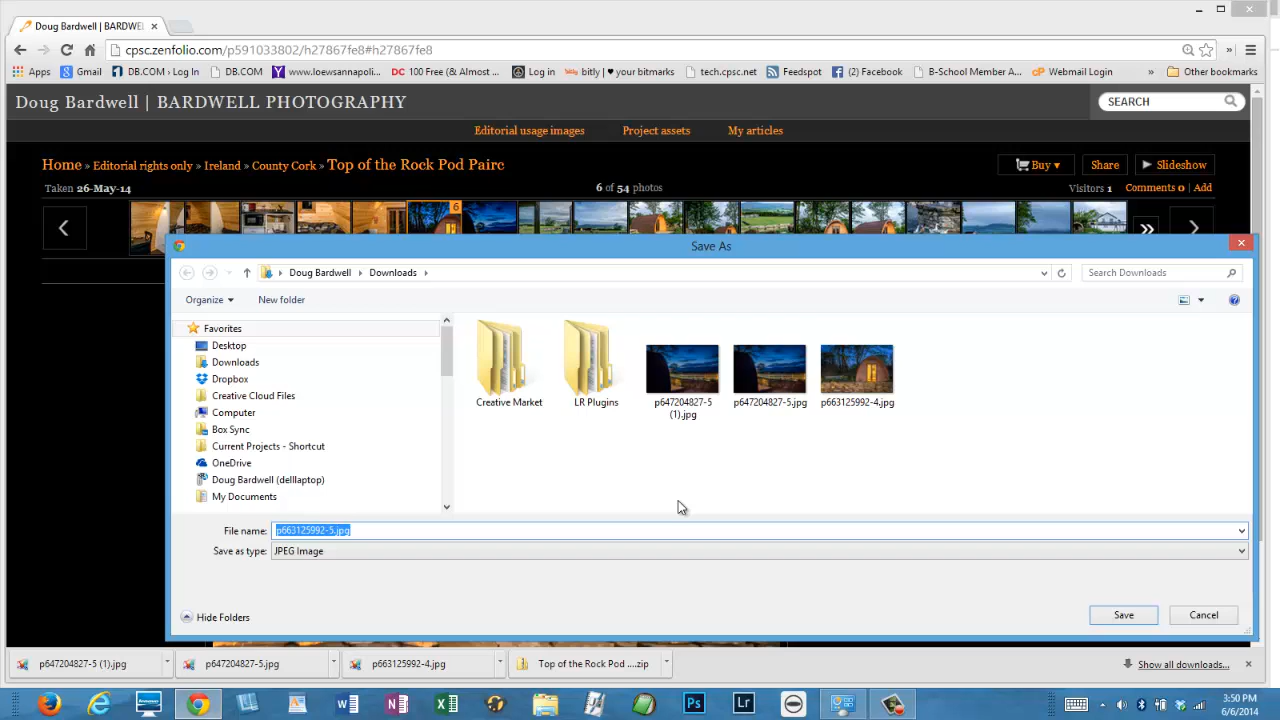 Doug Bardwell | BARDWE
cpsc.zenfolio.com/p591033802/h27867fe8#h27867fe8
Apps Gmail DB.COM › Log In DB.COM www.loewsannapoli... DC 100 Free (& Almost ... Log in bitly | ♥ your bitmarks tech.cpsc.net Feedspot (2) Facebook B-School Member A... cP Webmail Login » Other bookmarks
Doug Bardwell | BARDWELL PHOTOGRAPHY
SEARCH
Editorial usage images Project assets My articles
Home » Editorial rights only » Ireland » County Cork » Top of the Rock Pod Pairc
Buy ▾ Share ▶ Slideshow
Taken 26-May-14 6 of 54 photos Visitors 1 Comments 0 | Add
6
Save As
Doug Bardwell Downloads Search Downloads
Organize ▾ New folder
Favorites
Desktop
Downloads
Dropbox
Creative Cloud Files
Computer
Box Sync
Current Projects - Shortcut
OneDrive
Doug Bardwell (delllaptop)
My Documents
Creative Market LR Plugins p647204827-5 (1).jpg p647204827-5.jpg p663125992-4.jpg
File name: p663125992-5.jpg
Save as type: JPEG Image
Hide Folders Save Cancel
p647204827-5 (1).jpg p647204827-5.jpg p663125992-4.jpg Top of the Rock Pod ....zip Show all downloads...
Ps Lr
3:50 PM
6/6/2014